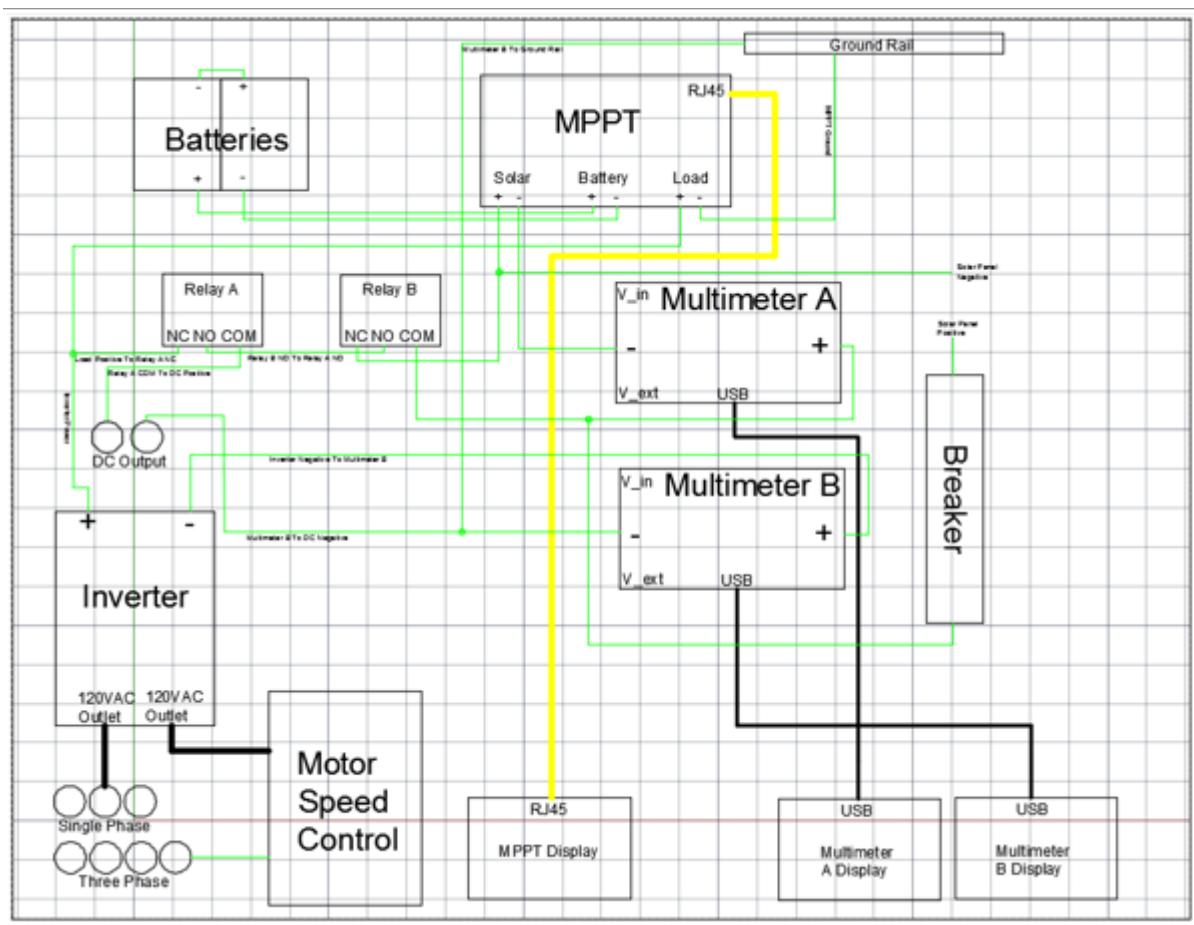 Ground Rail
Multimeter B To Ground Rail
RJ45
MPPT
MPPT Ground
- +
Batteries
+ -
Solar Battery Load
+ - + - + -
Solar Panel
Negative
Relay A
NC NO COM
Relay B
NC NO COM
V_in Multimeter A
- +
V_ext USB
Solar Panel
Positive
Load Positive To Relay A NC
Relay B NO To Relay A NO
Relay A COM To DC Positive
DC Output
Inverter Negative To Multimeter B
Breaker
V_in Multimeter B
- +
V_ext USB
Multimeter B To DC Negative
+ -
Inverter
120VAC 120VAC
Outlet Outlet
Motor
Speed
Control
Single Phase
Three Phase
RJ45
MPPT Display
USB
Multimeter
A Display
USB
Multimeter
B Display